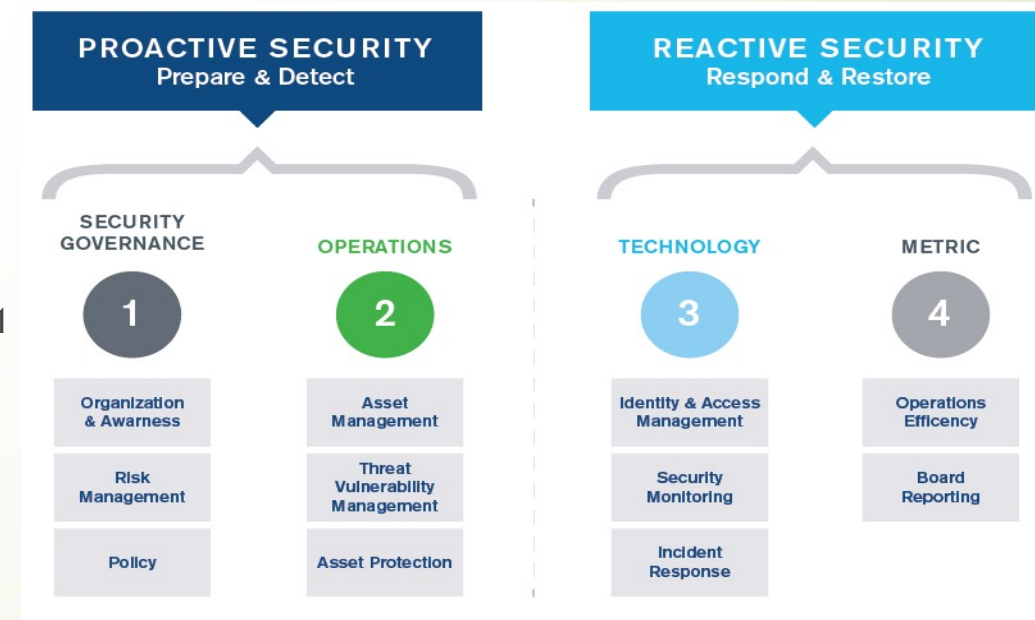 PROACTIVE SECURITY
Prepare & Detect
REACTIVE SECURITY
Respond & Restore
SECURITY
GOVERNANCE
OPERATIONS
TECHNOLOGY
METRIC
1
2
3
4
Organization
& Awarness
Asset
Management
Identity & Access
Management
Operations
Efficency
Risk
Management
Threat
Vulnerability
Management
Security
Monitoring
Board
Reporting
Policy
Asset Protection
Incident
Response